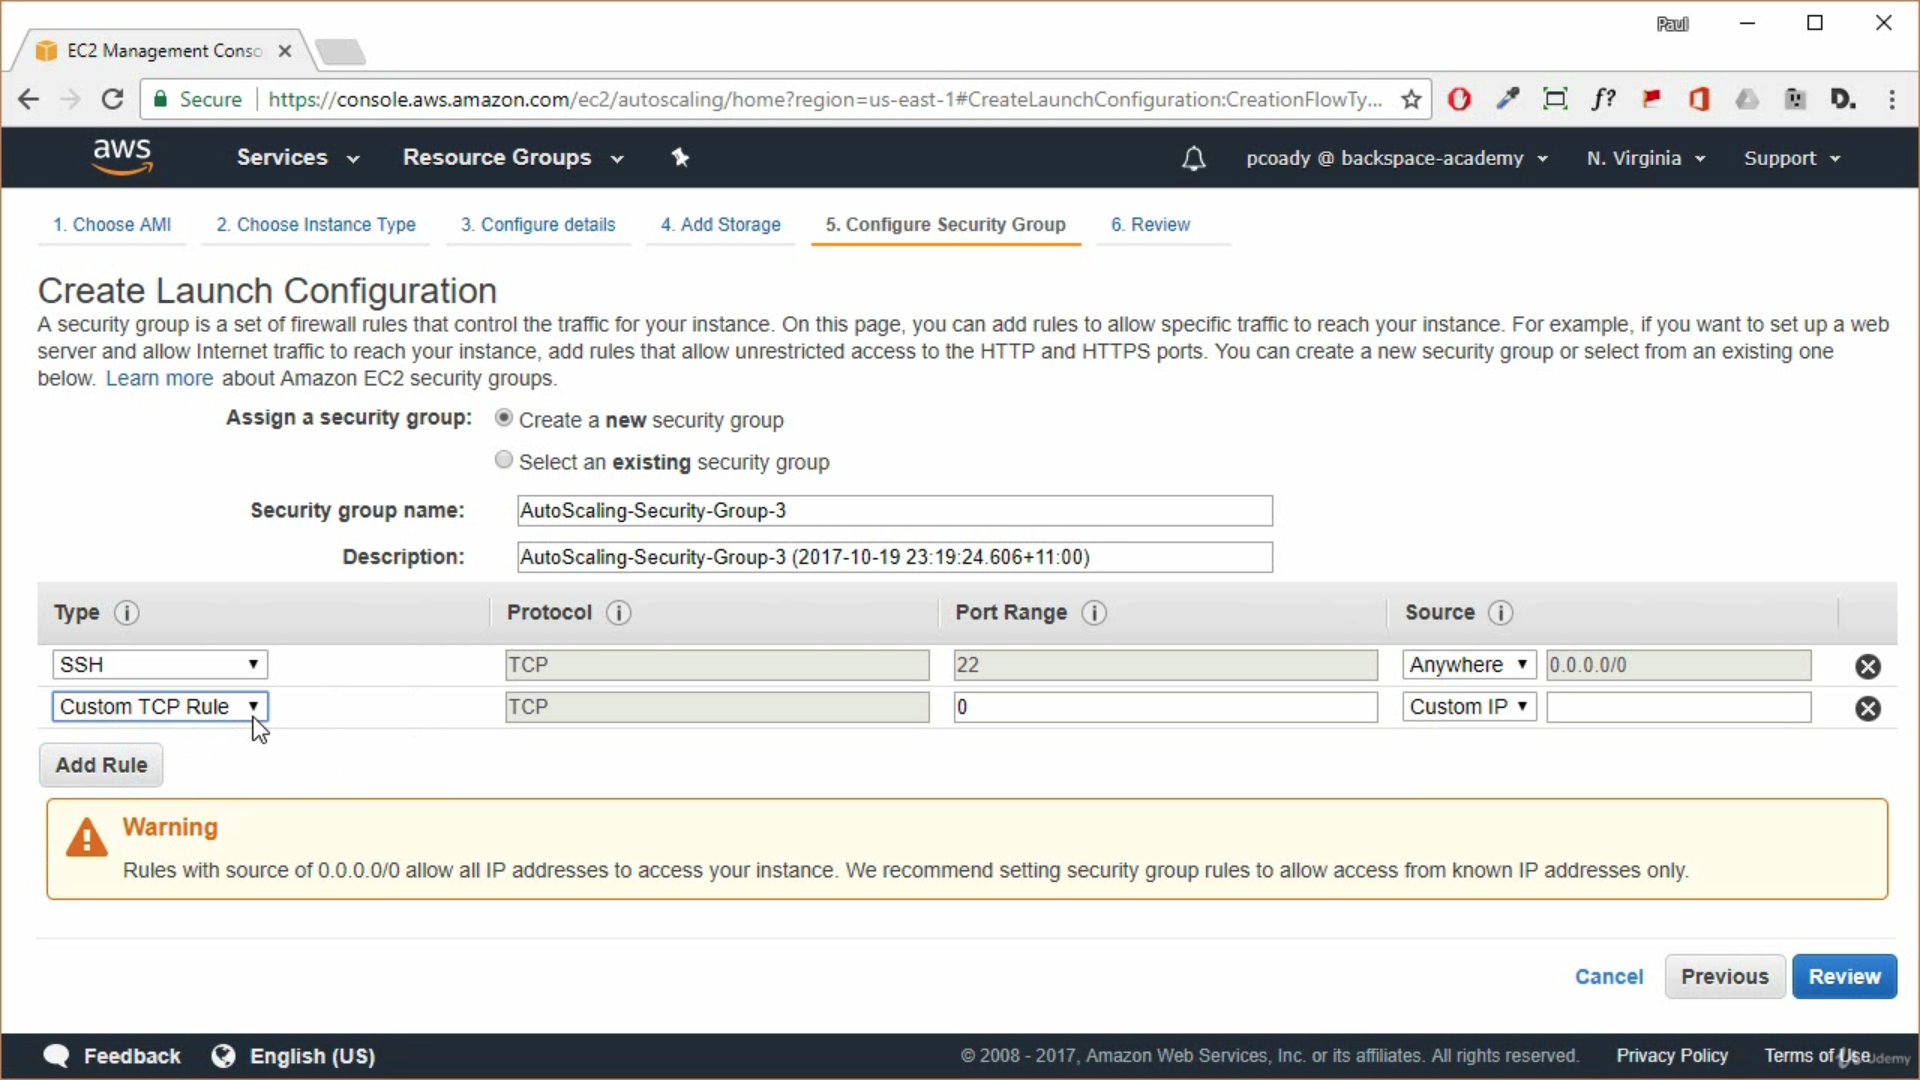 Paul
EC2 Management Conso
Secure https://console.aws.amazon.com/ec2/autoscaling/home?region=us-east-1#CreateLaunchConfiguration:CreationFlowTy... f? D.
aws Services Resource Groups pcoady @ backspace-academy N. Virginia Support
1. Choose AMI 2. Choose Instance Type 3. Configure details 4. Add Storage 5. Configure Security Group 6. Review
Create Launch Configuration
A security group is a set of firewall rules that control the traffic for your instance. On this page, you can add rules to allow specific traffic to reach your instance. For example, if you want to set up a web
server and allow Internet traffic to reach your instance, add rules that allow unrestricted access to the HTTP and HTTPS ports. You can create a new security group or select from an existing one
below. Learn more about Amazon EC2 security groups.
Assign a security group: Create a new security group
Select an existing security group
Security group name: AutoScaling-Security-Group-3
Description: AutoScaling-Security-Group-3 (2017-10-19 23:19:24.606+11:00)
Type Protocol Port Range Source
SSH TCP 22 Anywhere 0.0.0.0/0
Custom TCP Rule TCP 0 Custom IP
Add Rule
Warning
Rules with source of 0.0.0.0/0 allow all IP addresses to access your instance. We recommend setting security group rules to allow access from known IP addresses only.
Cancel Previous Review
Feedback English (US) © 2008 - 2017, Amazon Web Services, Inc. or its affiliates. All rights reserved. Privacy Policy Terms of Use
Udemy